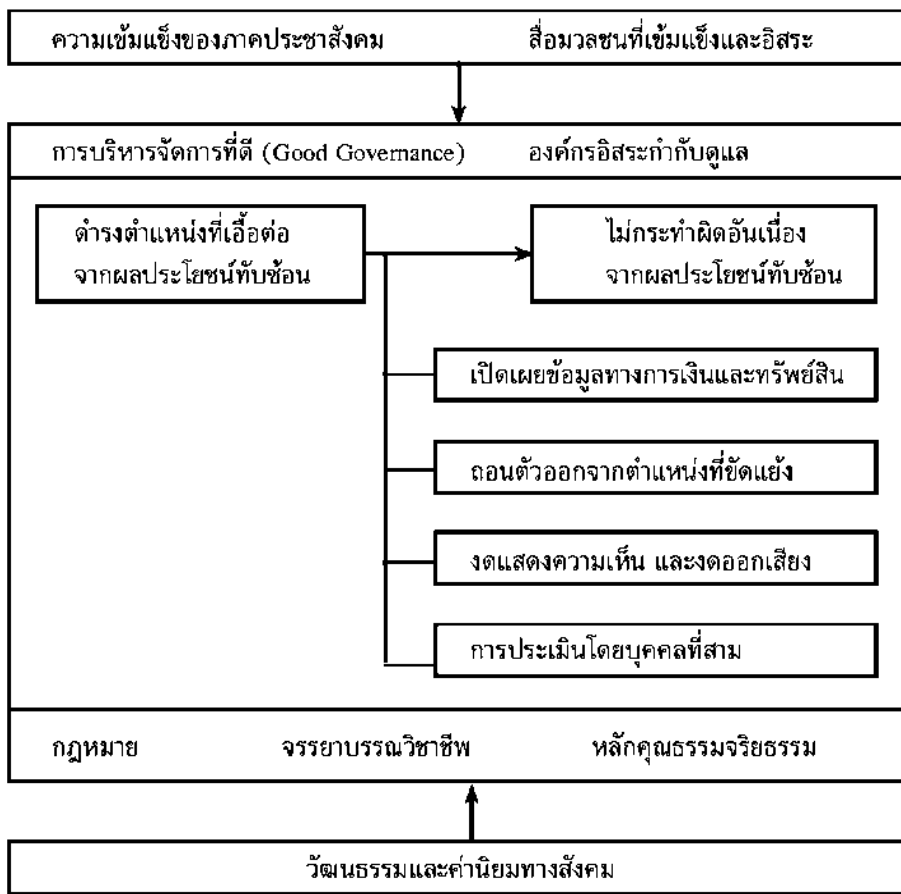 ความเข้มแข็งของภาคประชาสังคม สื่อมวลชนที่เข้มแข็งและอิสระ
การบริหารจัดการที่ดี (Good Governance) องค์กรอิสระกำกับดูแล
ดำรงตำแหน่งที่เอื้อต่อ
จากผลประโยชน์ทับซ้อน
ไม่กระทำผิดอันเนื่อง
จากผลประโยชน์ทับซ้อน
เปิดเผยข้อมูลทางการเงินและทรัพย์สิน
ถอนตัวออกจากตำแหน่งที่ขัดแย้ง
งดแสดงความเห็น และงดออกเสียง
การประเมินโดยบุคคลที่สาม
กฎหมาย จรรยาบรรณวิชาชีพ หลักคุณธรรมจริยธรรม
วัฒนธรรมและค่านิยมทางสังคม